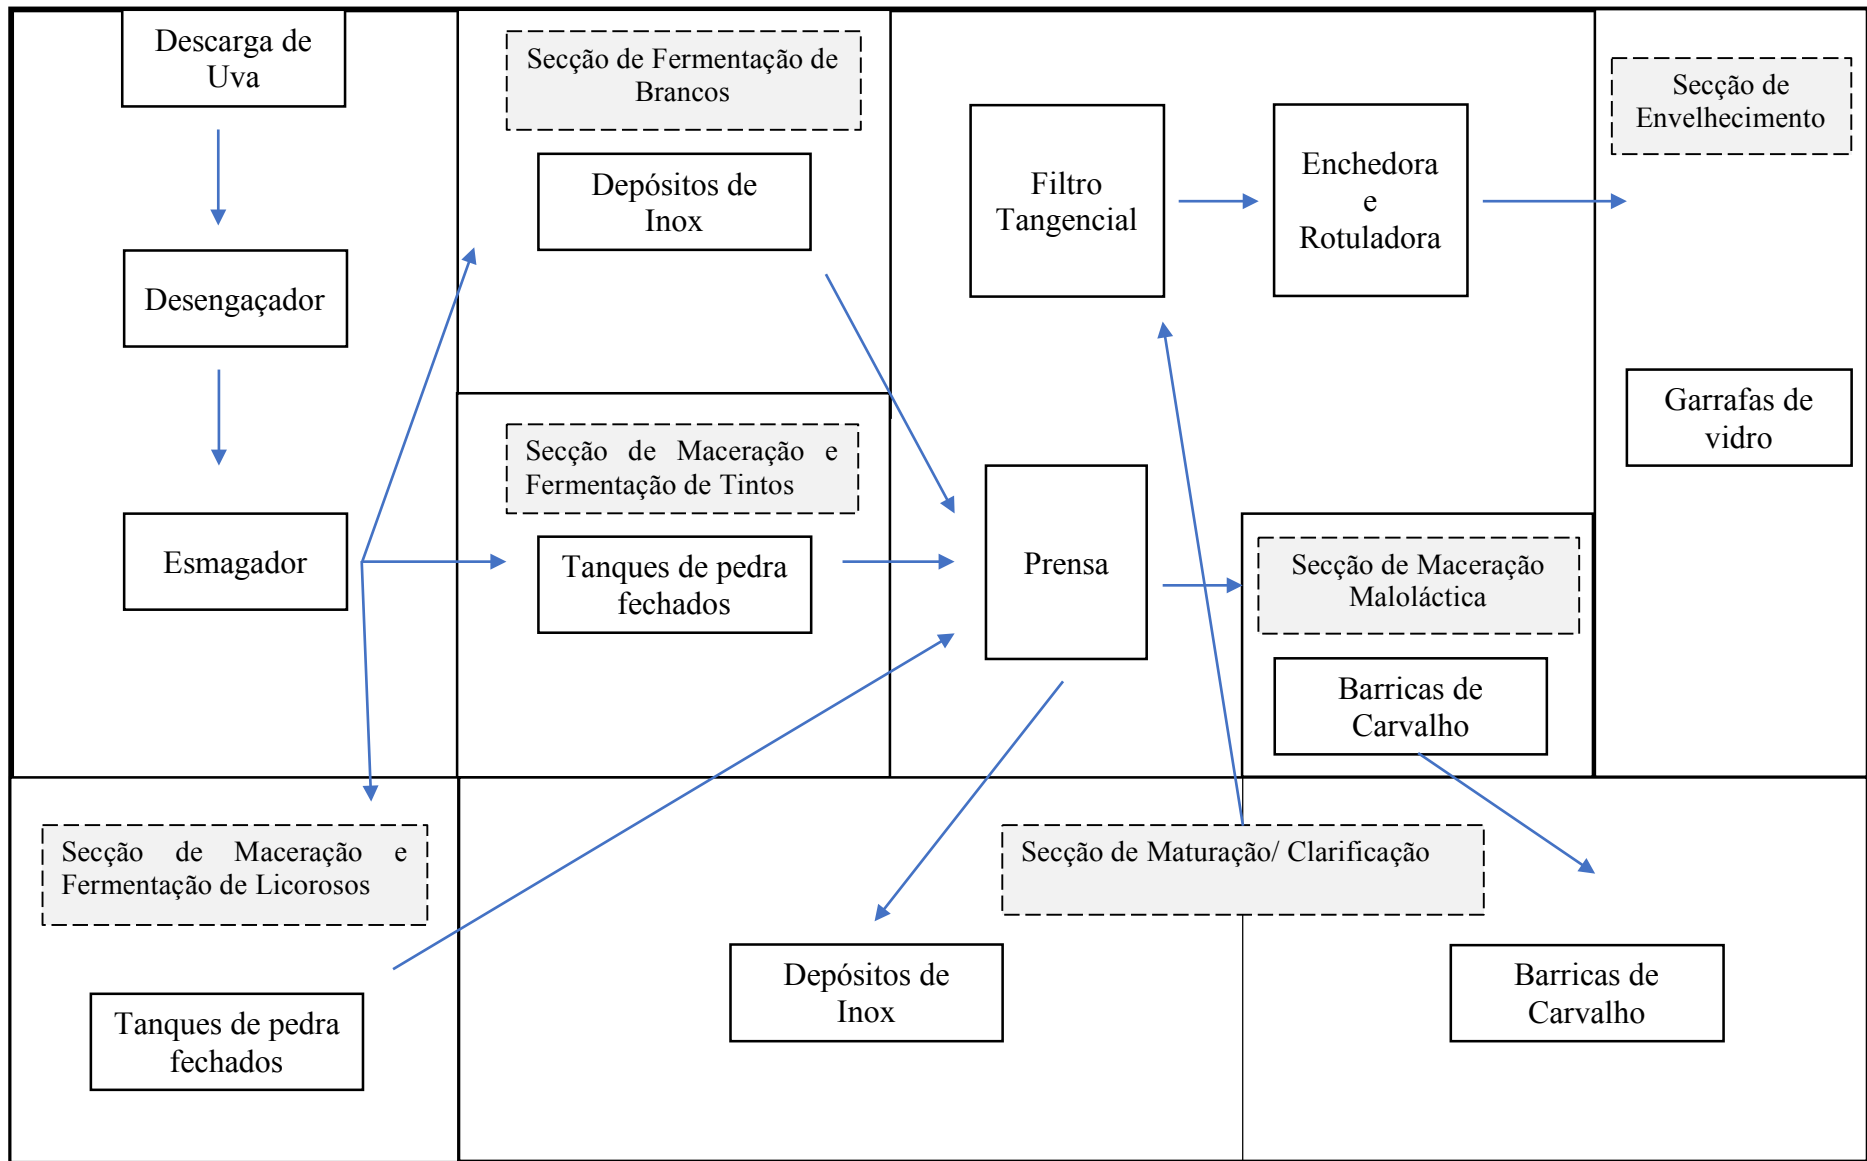 Descarga de
Uva
Desengaçador
Esmagador
Secção de Fermentação de
Brancos
Depósitos de
Inox
Secção de Maceração e
Fermentação de Tintos
Tanques de pedra
fechados
Filtro
Tangencial
Enchedora
e
Rotuladora
Prensa
Secção de Maceração
Maloláctica
Barricas de
Carvalho
Secção de
Envelhecimento
Garrafas de
vidro
Secção de Maceração e
Fermentação de Licorosos
Tanques de pedra
fechados
Secção de Maturação/ Clarificação
Depósitos de
Inox
Barricas de
Carvalho